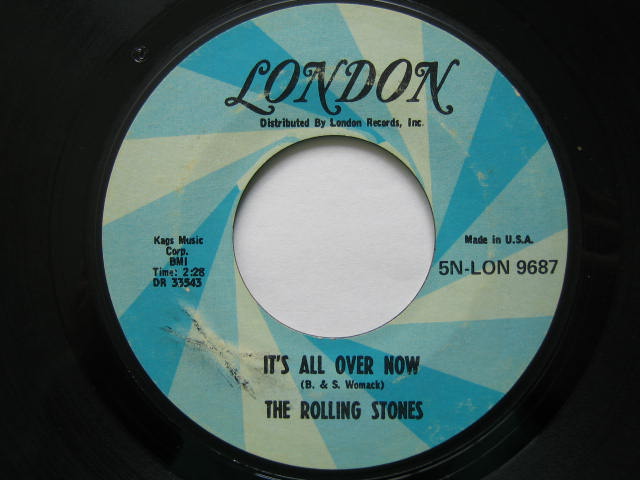 LONDON
Distributed By London Records, Inc.
Kags Music
Corp.
BMI
Time: 2:28
DR 33543
Made in U.S.A.
5N-LON 9687
IT'S ALL OVER NOW
(B. & S. Womack)
THE ROLLING STONES